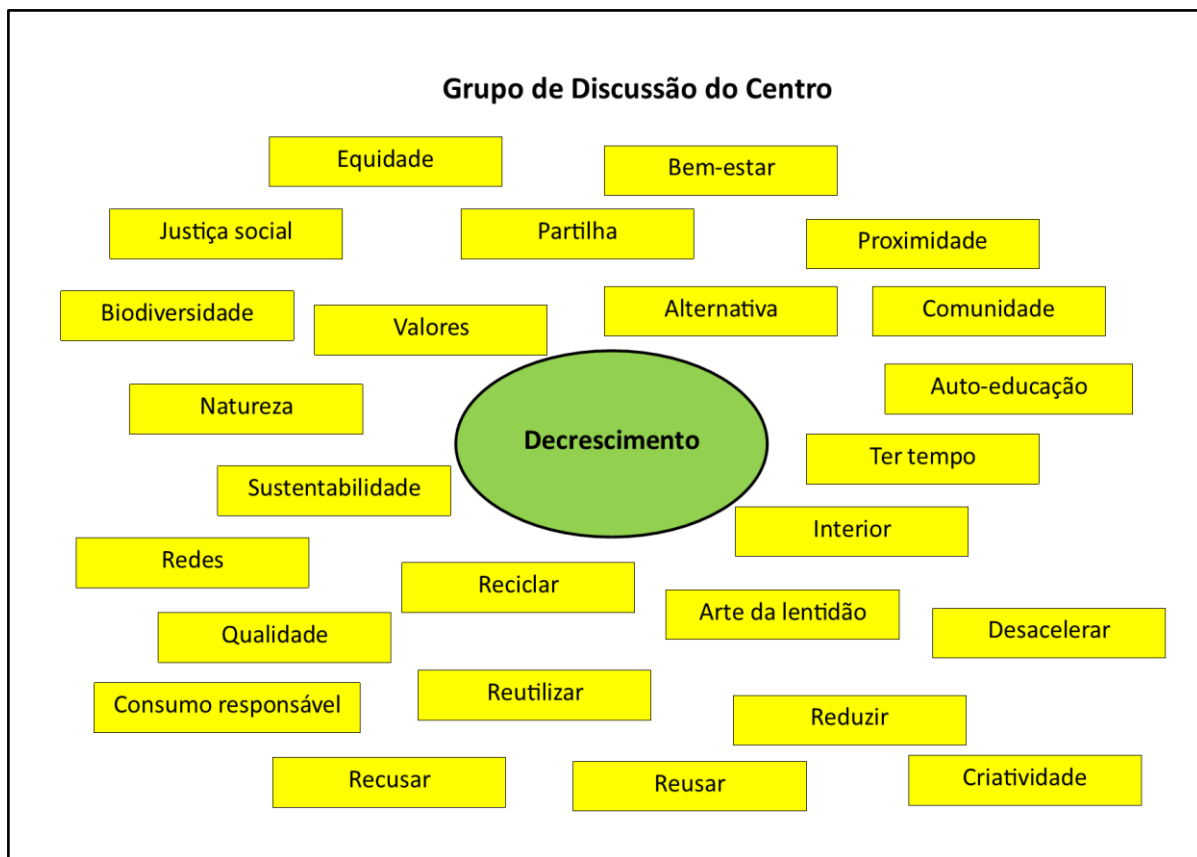 Grupo de Discussão do Centro
Equidade
Bem-estar
Justiça social
Partilha
Proximidade
Biodiversidade
Valores
Alternativa
Comunidade
Natureza
Auto-educação
Decrescimento
Ter tempo
Sustentabilidade
Interior
Redes
Reciclar
Arte da lentidão
Desacelerar
Qualidade
Consumo responsável
Reutilizar
Reduzir
Recusar
Reusar
Criatividade